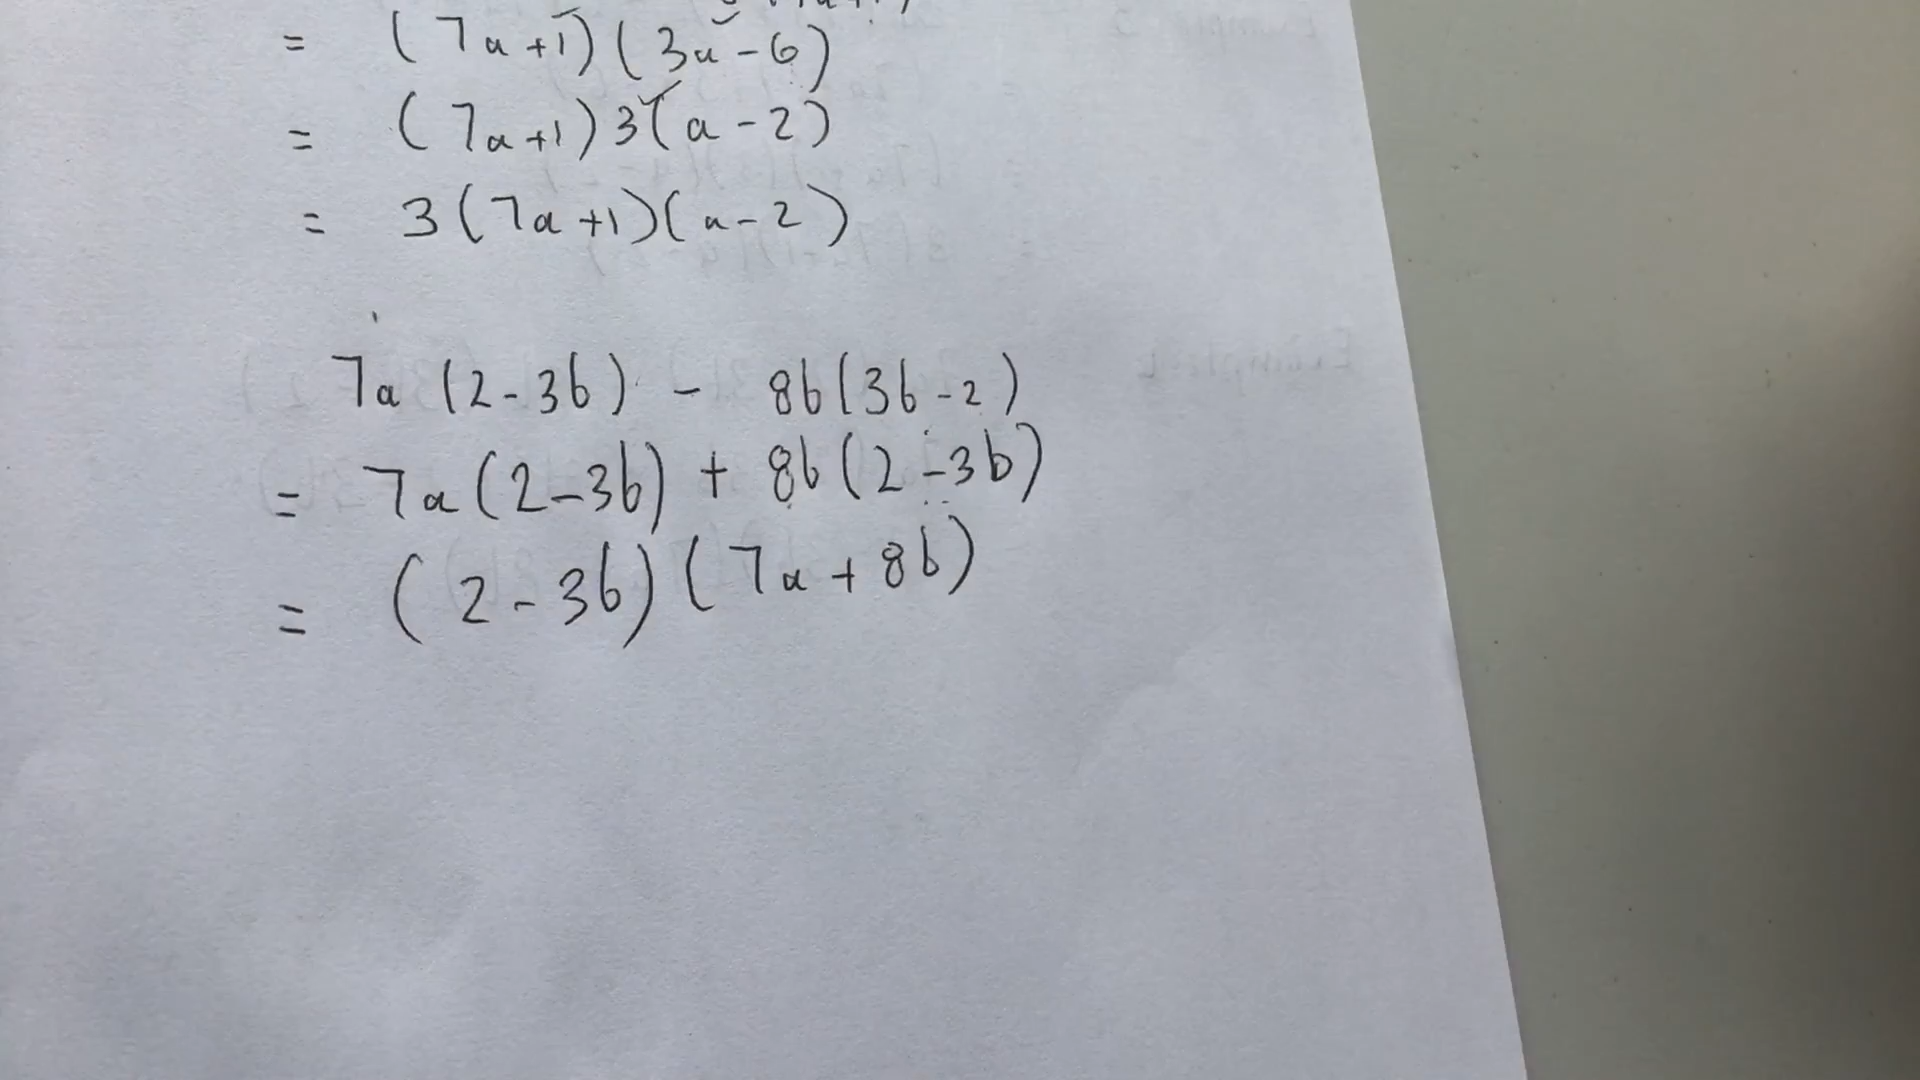 = (7a+1)(3a-6)
= (7a+1)3(a-2)
= 3(7a+1)(a-2)
7a(2-3b) - 8b(3b-2)
= 7a(2-3b) + 8b(2-3b)
= (2-3b)(7a+8b)